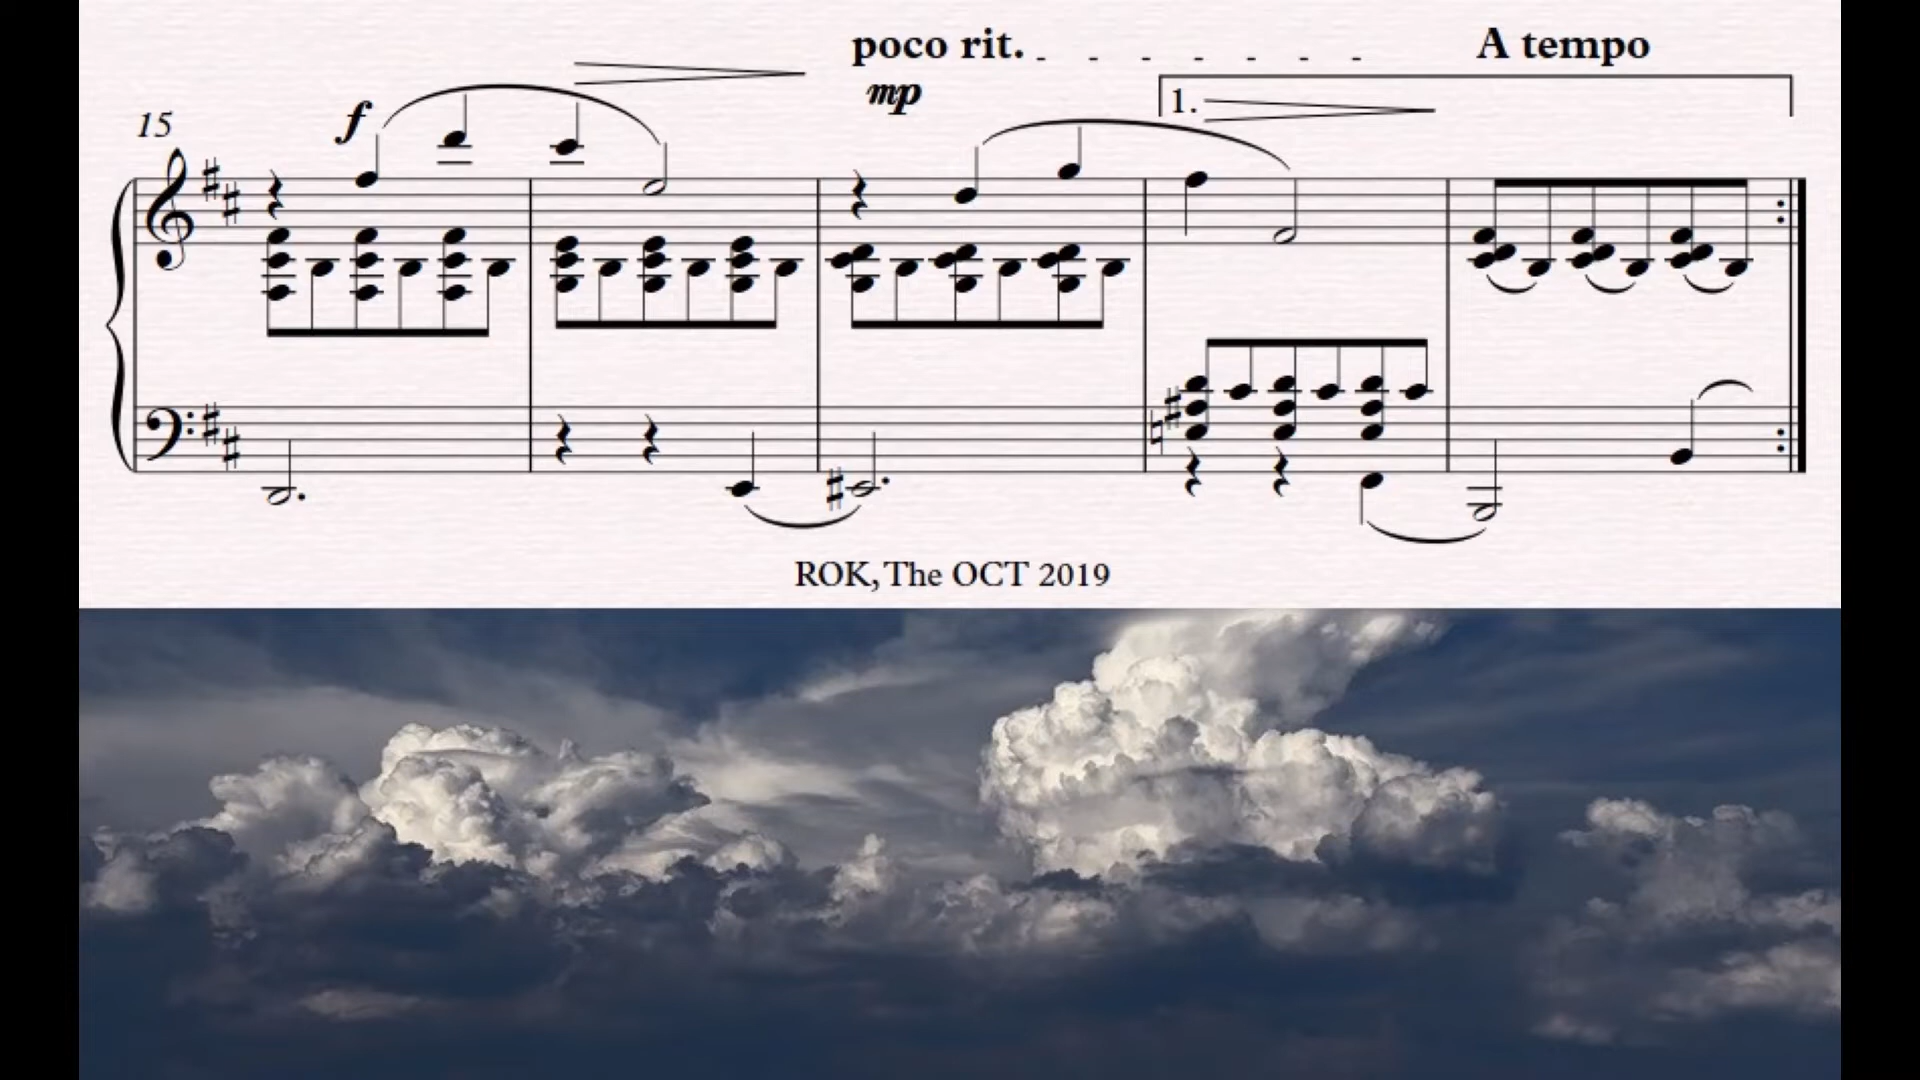 poco rit. A tempo
mp
1.
15 f
ROK, The OCT 2019